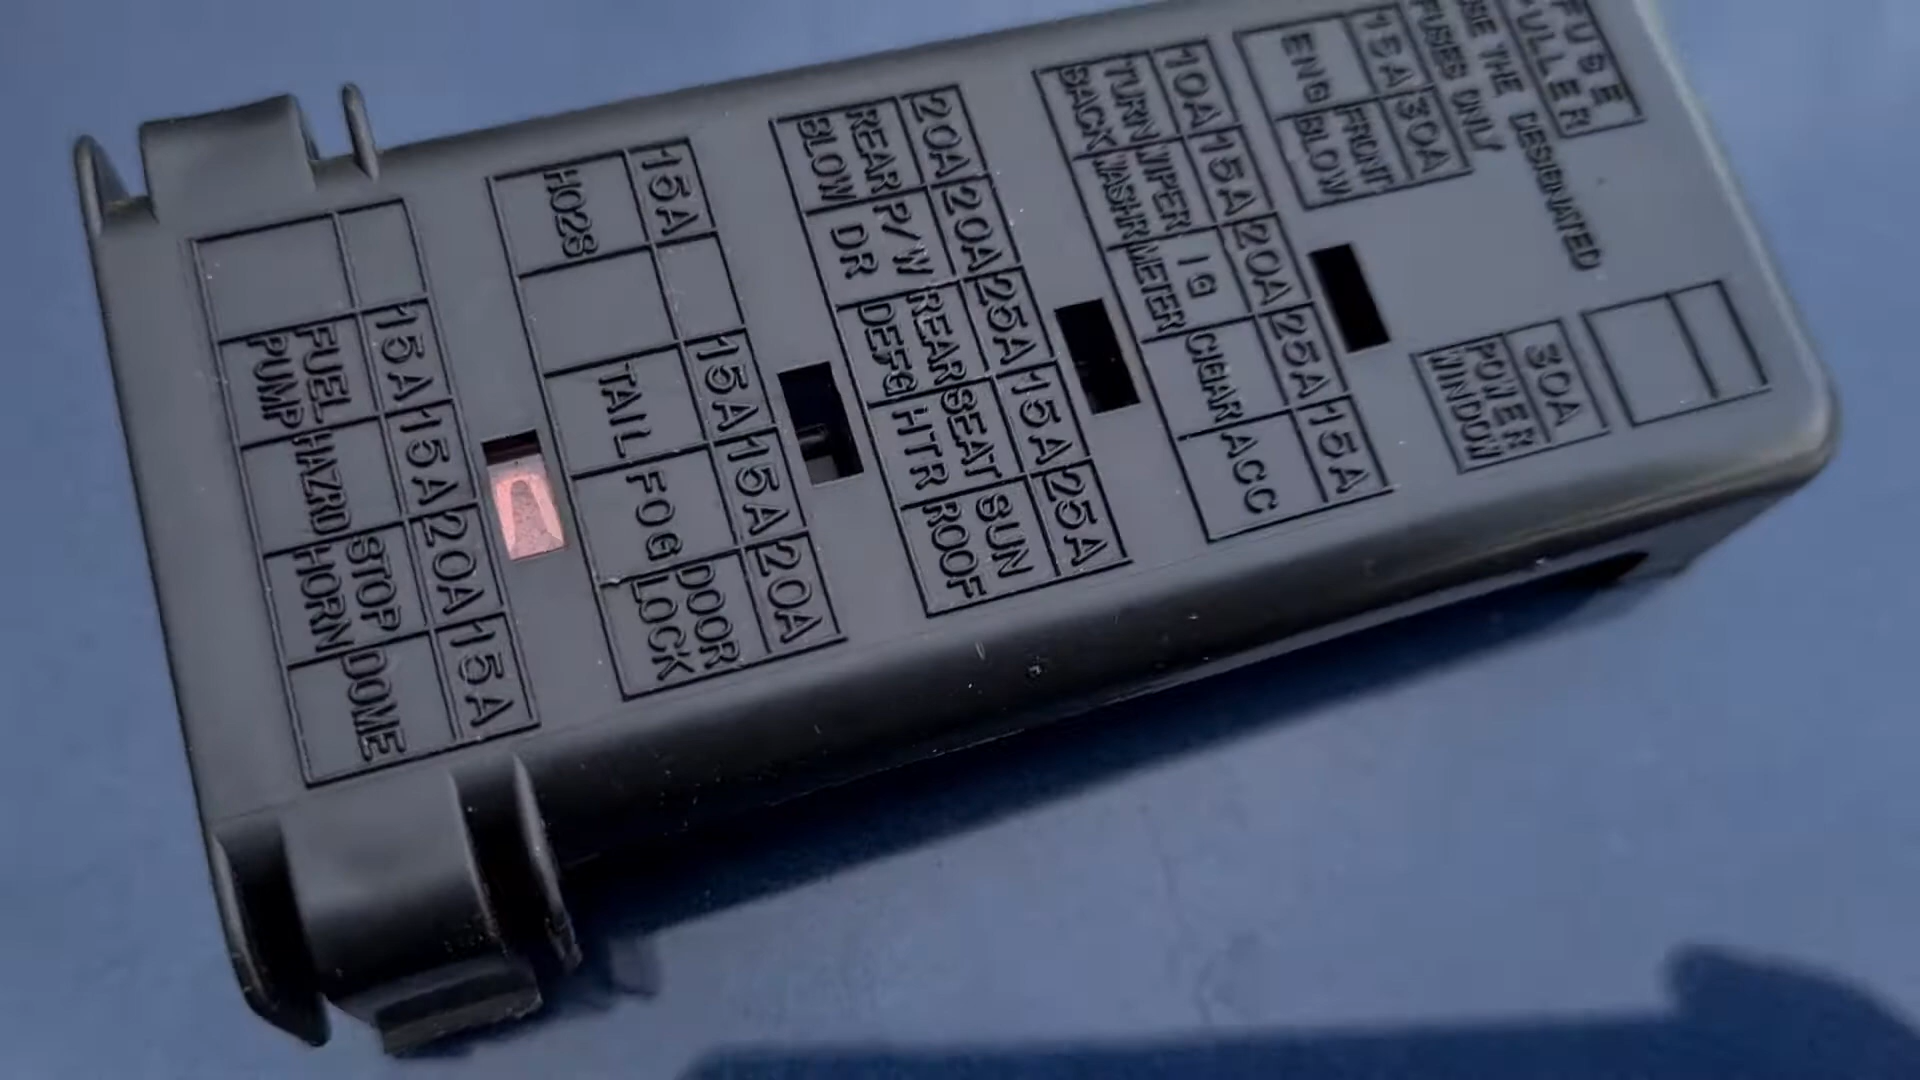 FUSE
PULLER
USE THE DESIGNATED
FUSES ONLY
15A 30A
ENG FRONT
BLOW
30A
POWER
WINDOW
10A 15A 20A 25A 15A
TURN WIPER IG CIGAR ACC
BACK WASHR METER
20A 20A 25A 15A 25A
REAR P/W REAR SEAT SUN
BLOW DR DEFG HTR ROOF
15A 15A 15A 20A
HO2S TAIL FOG DOOR
LOCK
15A 15A 20A 15A
FUEL HAZRD STOP DOME
PUMP HORN